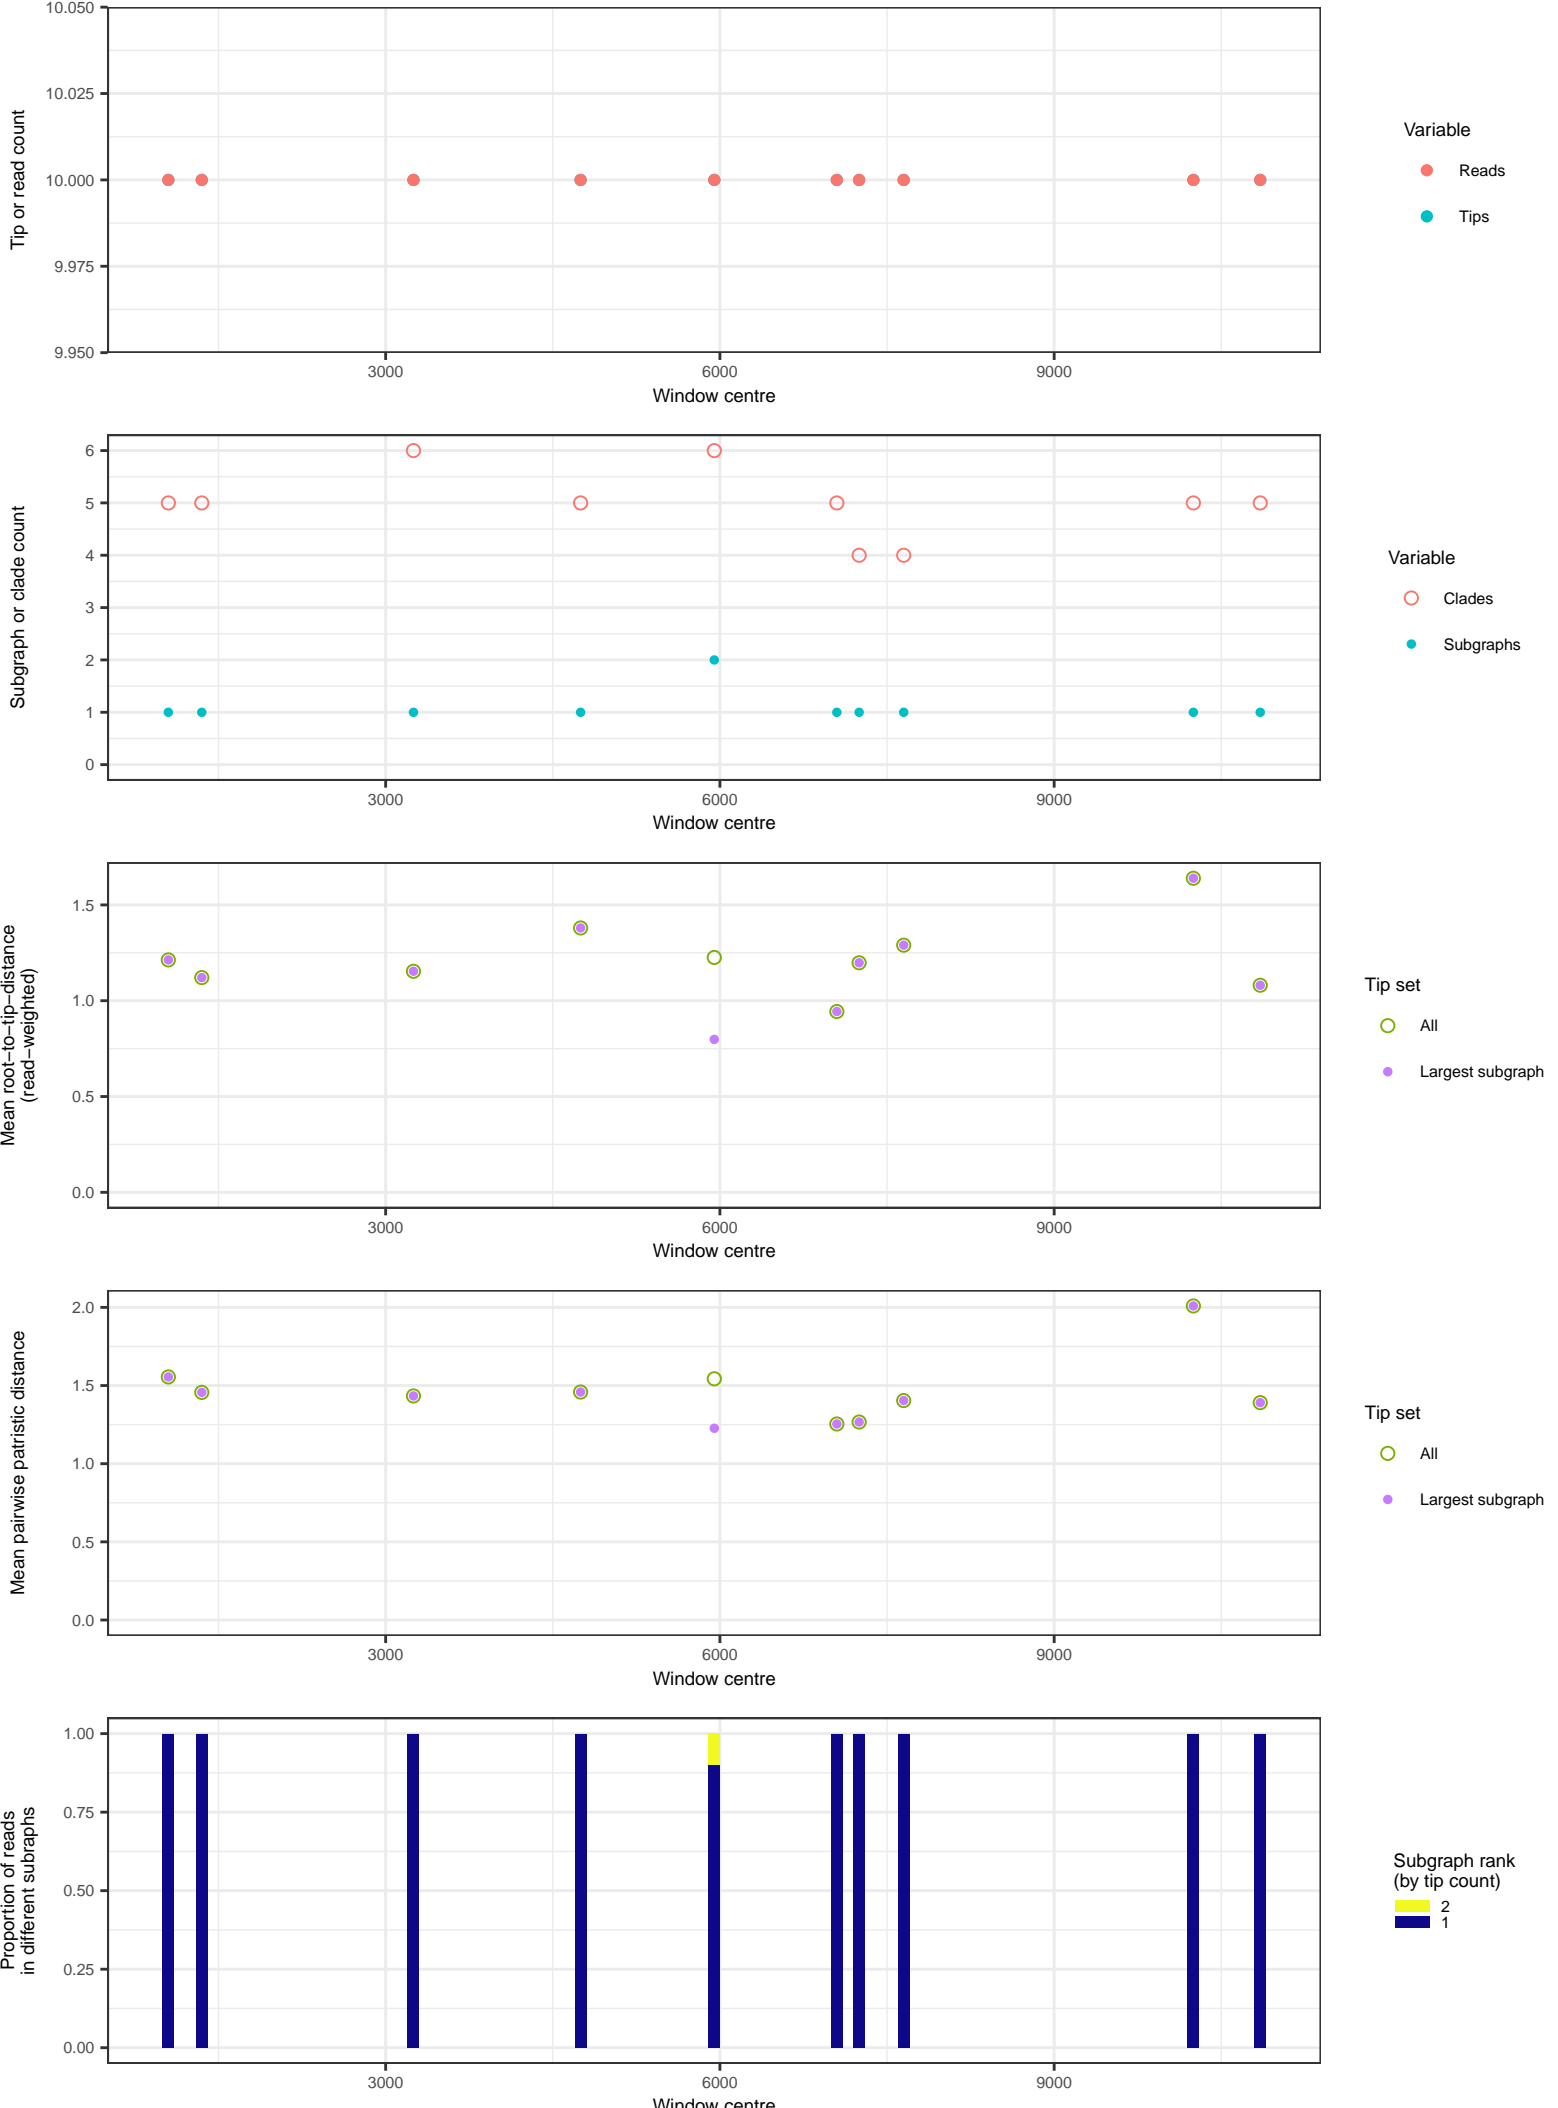 10.050
10.025
10.000
9.975
9.950
Tip or read count
3000 6000 9000
Window centre
Variable
Reads
Tips
6
5
4
3
2
1
0
Subgraph or clade count
3000 6000 9000
Window centre
Variable
Clades
Subgraphs
1.5
1.0
0.5
0.0
Mean root−to−tip−distance
(read−weighted)
3000 6000 9000
Window centre
Tip set
All
Largest subgraph
2.0
1.5
1.0
0.5
0.0
Mean pairwise patristic distance
3000 6000 9000
Window centre
Tip set
All
Largest subgraph
1.00
0.75
0.50
0.25
0.00
Proportion of reads
in different subraphs
3000 6000 9000
Window centre
Subgraph rank
(by tip count)
2
1